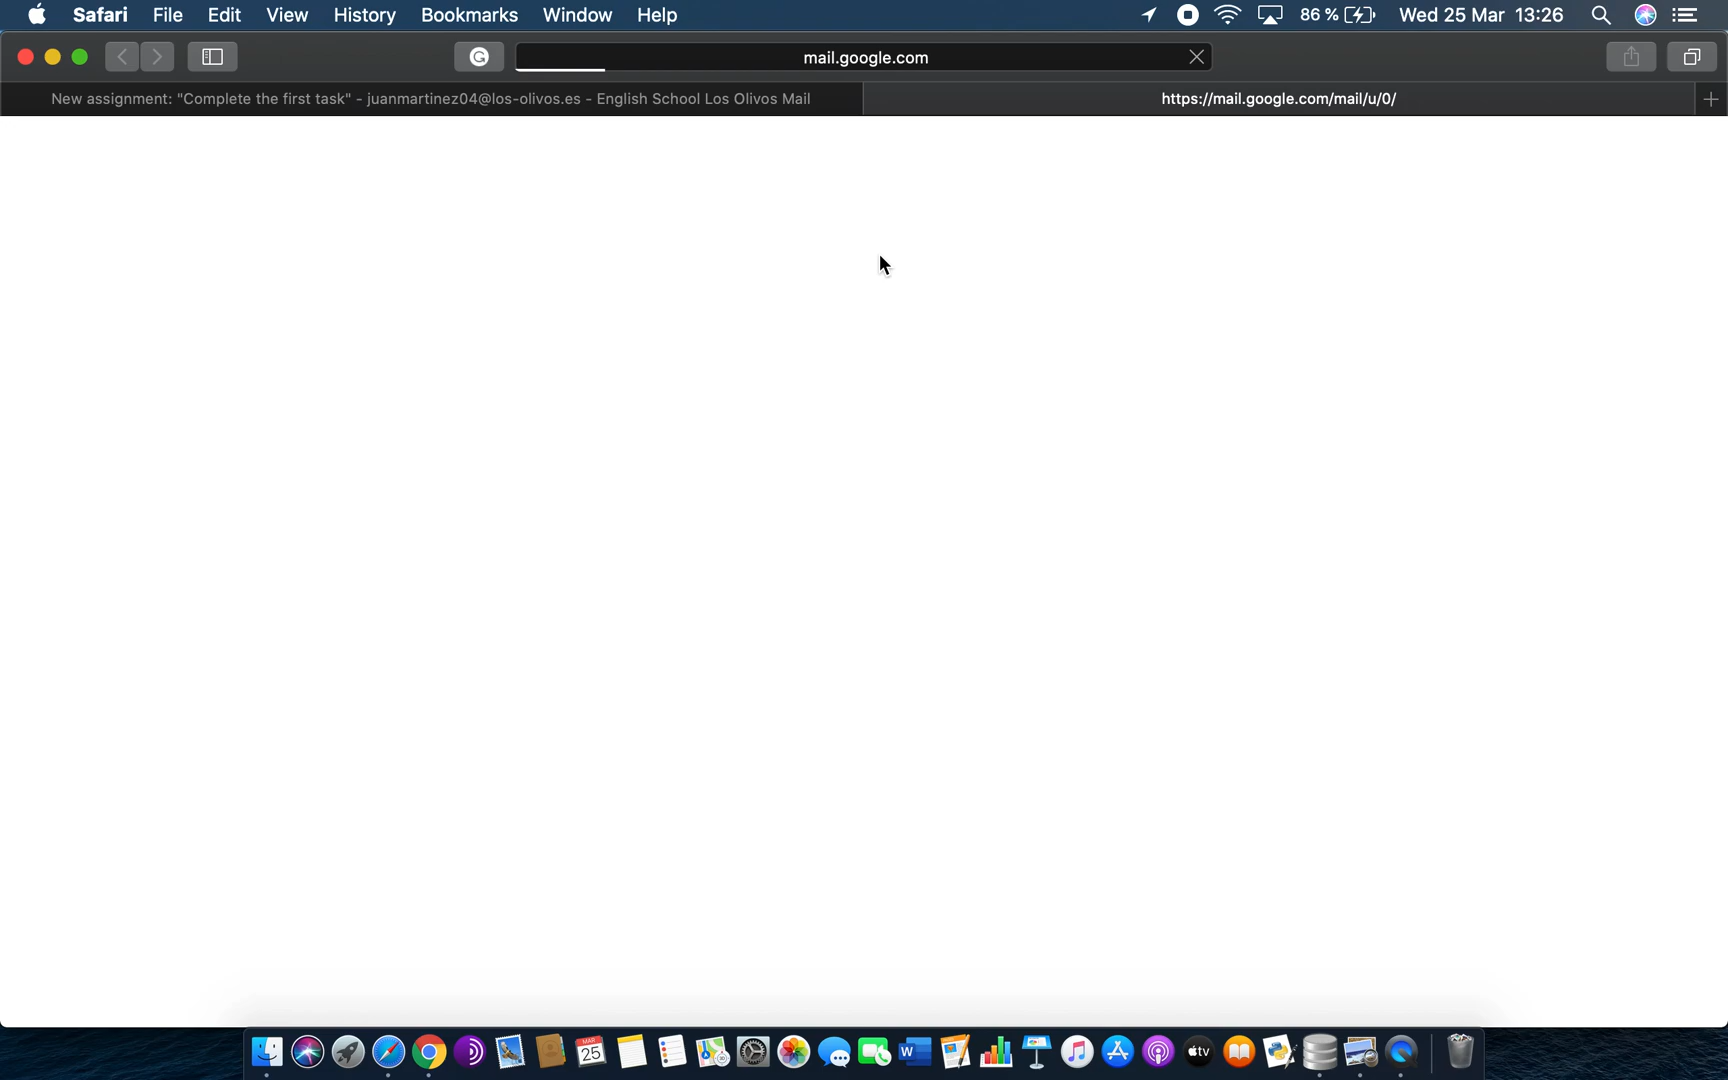 Safari File Edit View History Bookmarks Window Help 86 % Wed 25 Mar 13:26
G mail.google.com
New assignment: "Complete the first task" - juanmartinez04@los-olivos.es - English School Los Olivos Mail https://mail.google.com/mail/u/0/
MAR
25
W
tv